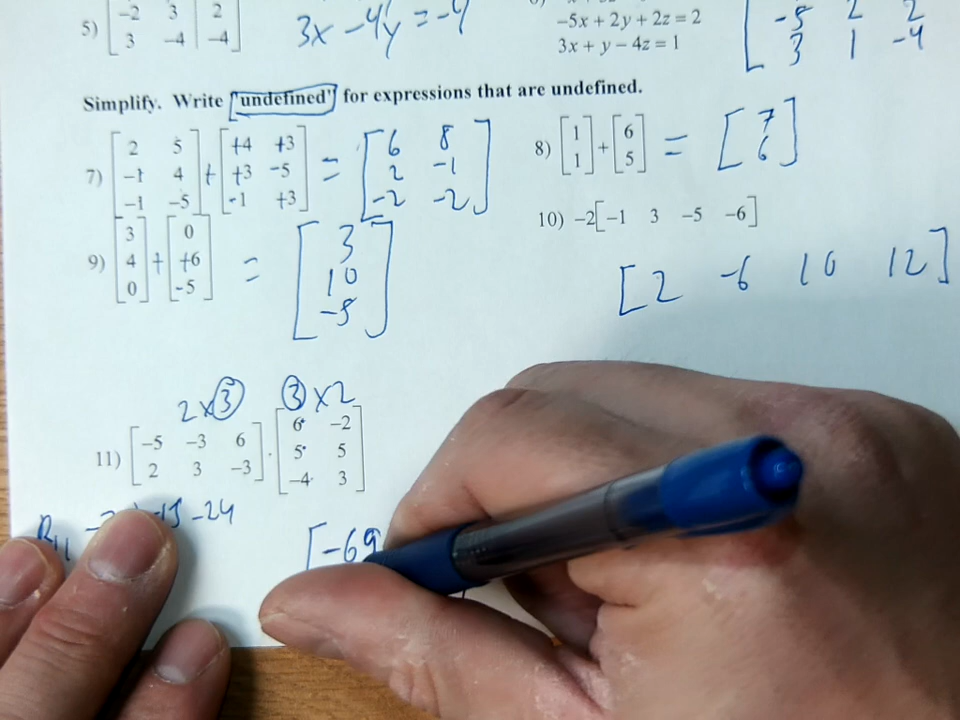 5) -2 3 2 3x - 4y = -4
3 -4 -4
-5x + 2y + 2z = 2 -5 2 2
3x + y - 4z = 1 3 1 -4
Simplify. Write "undefined" for expressions that are undefined.
7) [2 5 -1 4 -1 -5] + [+4 +3 +3 -5 -1 +3] = [6 8 2 -1 -2 -2]
8) [1 1] + [6 5] = [7 6]
9) [3 4 0] + [0 +6 -5] = [3 10 -5]
10) -2[-1 3 -5 -6]
[2 -6 10 12]
2x3 3x2
11) [-5 -3 6 2 3 -3] · [6 -2 5 5 -4 3]
R11 -15 -24
[-69